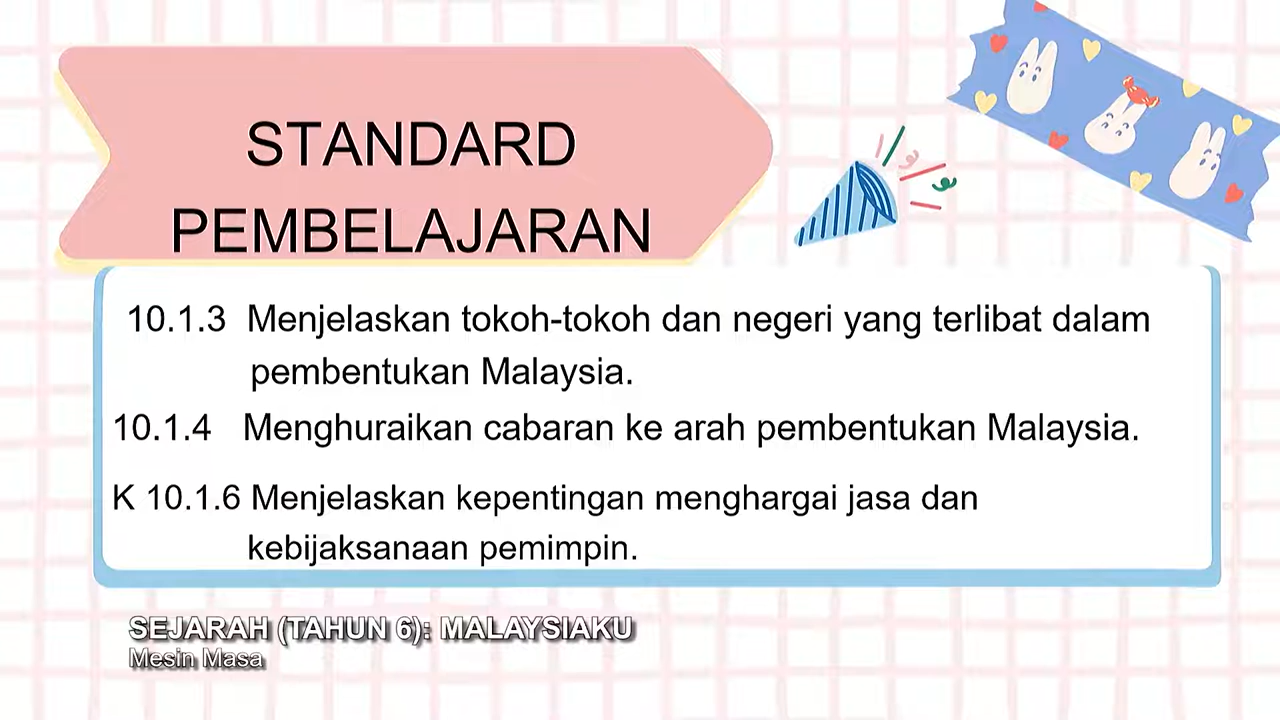 STANDARD
PEMBELAJARAN
10.1.3 Menjelaskan tokoh-tokoh dan negeri yang terlibat dalam
pembentukan Malaysia.
10.1.4 Menghuraikan cabaran ke arah pembentukan Malaysia.
K 10.1.6 Menjelaskan kepentingan menghargai jasa dan
kebijaksanaan pemimpin.
SEJARAH (TAHUN 6): MALAYSIAKU
Mesin Masa